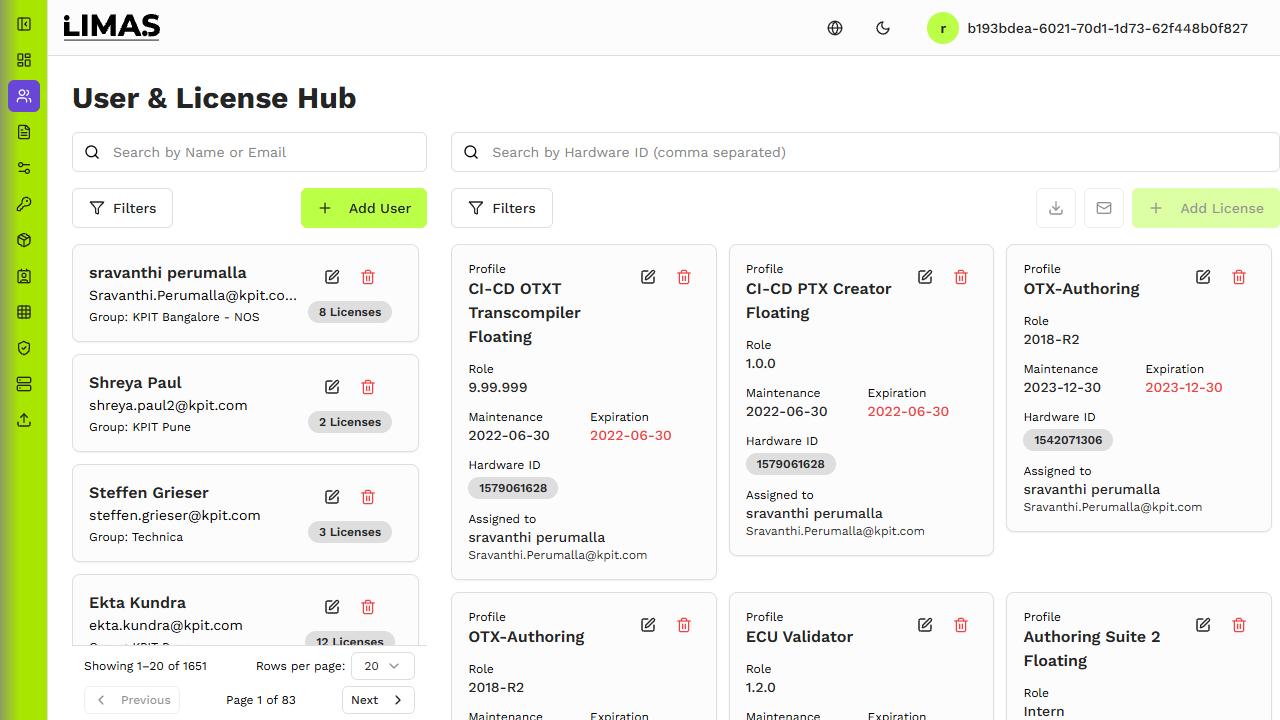 LIMAS
r
b193bdea-6021-70d1-1d73-62f448b0f827
User & License Hub
Search by Name or Email
Filters
Add User
sravanthi perumalla
Sravanthi.Perumalla@kpit.co...
Group: KPIT Bangalore - NOS
8 Licenses
Shreya Paul
shreya.paul2@kpit.com
Group: KPIT Pune
2 Licenses
Steffen Grieser
steffen.grieser@kpit.com
Group: Technica
3 Licenses
Ekta Kundra
ekta.kundra@kpit.com
12 Licenses
Showing 1–20 of 1651
Rows per page:
20
Previous
Page 1 of 83
Next
Search by Hardware ID (comma separated)
Filters
Add License
Profile
CI-CD OTXT
Transcompiler
Floating
Role
9.99.999
Maintenance
2022-06-30
Expiration
2022-06-30
Hardware ID
1579061628
Assigned to
sravanthi perumalla
Sravanthi.Perumalla@kpit.com
Profile
CI-CD PTX Creator
Floating
Role
1.0.0
Maintenance
2022-06-30
Expiration
2022-06-30
Hardware ID
1579061628
Assigned to
sravanthi perumalla
Sravanthi.Perumalla@kpit.com
Profile
OTX-Authoring
Role
2018-R2
Maintenance
2023-12-30
Expiration
2023-12-30
Hardware ID
1542071306
Assigned to
sravanthi perumalla
Sravanthi.Perumalla@kpit.com
Profile
OTX-Authoring
Role
2018-R2
Maintenance
Expiration
Profile
ECU Validator
Role
1.2.0
Maintenance
Expiration
Profile
Authoring Suite 2
Floating
Role
Intern